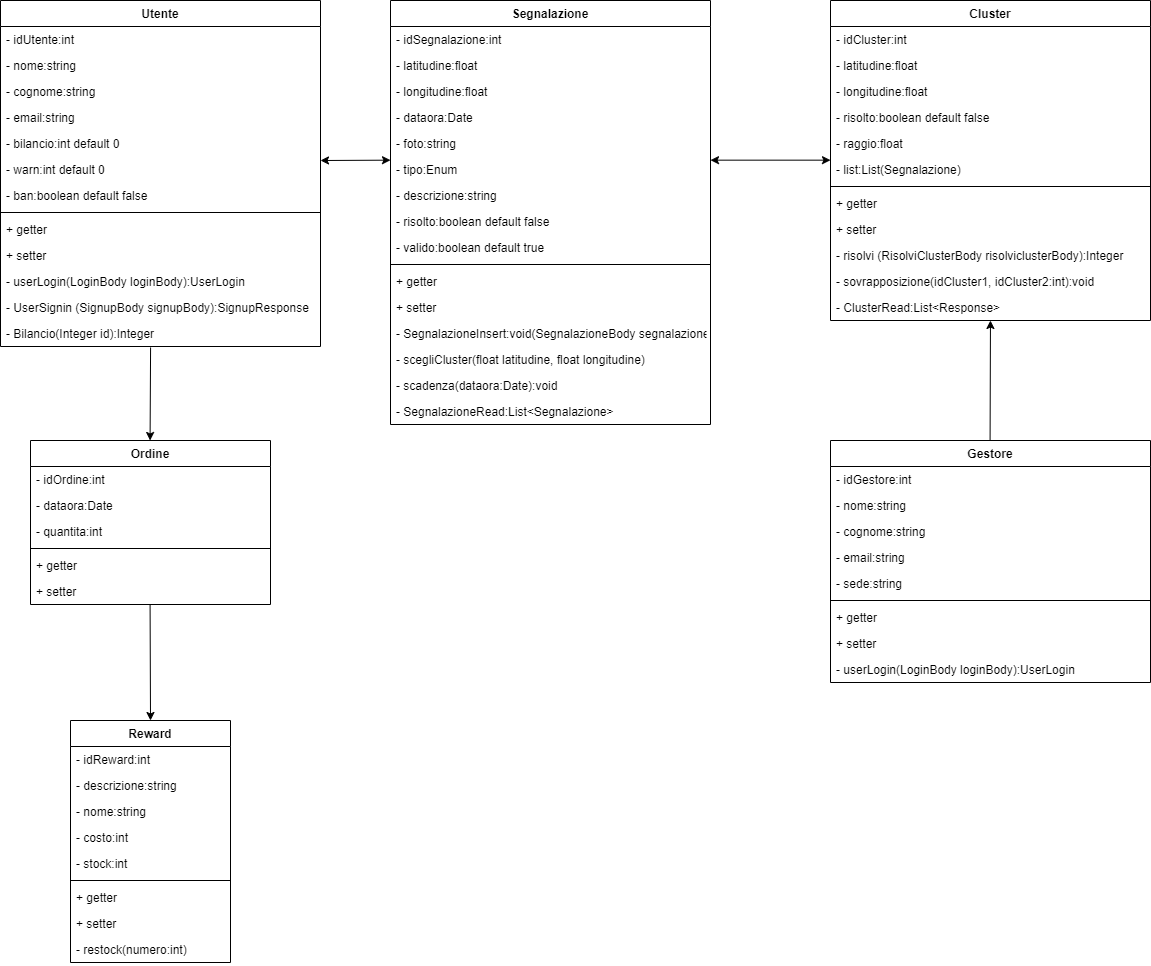 Utente
- idUtente:int
- nome:string
- cognome:string
- email:string
- bilancio:int default 0
- warn:int default 0
- ban:boolean default false
+ getter
+ setter
- userLogin(LoginBody loginBody):UserLogin
- UserSignin (SignupBody signupBody):SignupResponse
- Bilancio(Integer id):Integer
Segnalazione
- idSegnalazione:int
- latitudine:float
- longitudine:float
- dataora:Date
- foto:string
- tipo:Enum
- descrizione:string
- risolto:boolean default false
- valido:boolean default true
+ getter
+ setter
- SegnalazioneInsert:void(SegnalazioneBody segnalazione
- scegliCluster(float latitudine, float longitudine)
- scadenza(dataora:Date):void
- SegnalazioneRead:List<Segnalazione>
Cluster
- idCluster:int
- latitudine:float
- longitudine:float
- risolto:boolean default false
- raggio:float
- list:List(Segnalazione)
+ getter
+ setter
- risolvi (RisolviClusterBody risolviclusterBody):Integer
- sovrapposizione(idCluster1, idCluster2:int):void
- ClusterRead:List<Response>
Ordine
- idOrdine:int
- dataora:Date
- quantita:int
+ getter
+ setter
Gestore
- idGestore:int
- nome:string
- cognome:string
- email:string
- sede:string
+ getter
+ setter
- userLogin(LoginBody loginBody):UserLogin
Reward
- idReward:int
- descrizione:string
- nome:string
- costo:int
- stock:int
+ getter
+ setter
- restock(numero:int)